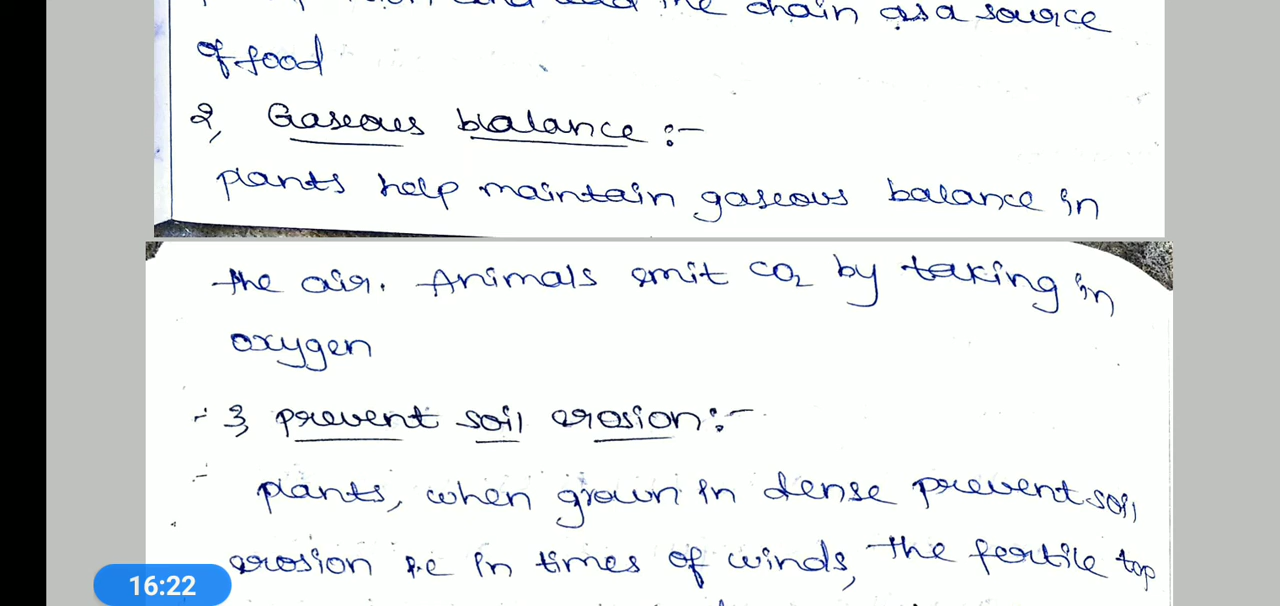 the chain as a source
of food
2, Gaseous balance :-
plants help maintain gaseous balance in
the air. Animals emit CO2 by taking in
oxygen
3, prevent soil erosion:-
plants, when grown in dense prevent soil
erosion i.e in times of winds, the fertile top
16:22